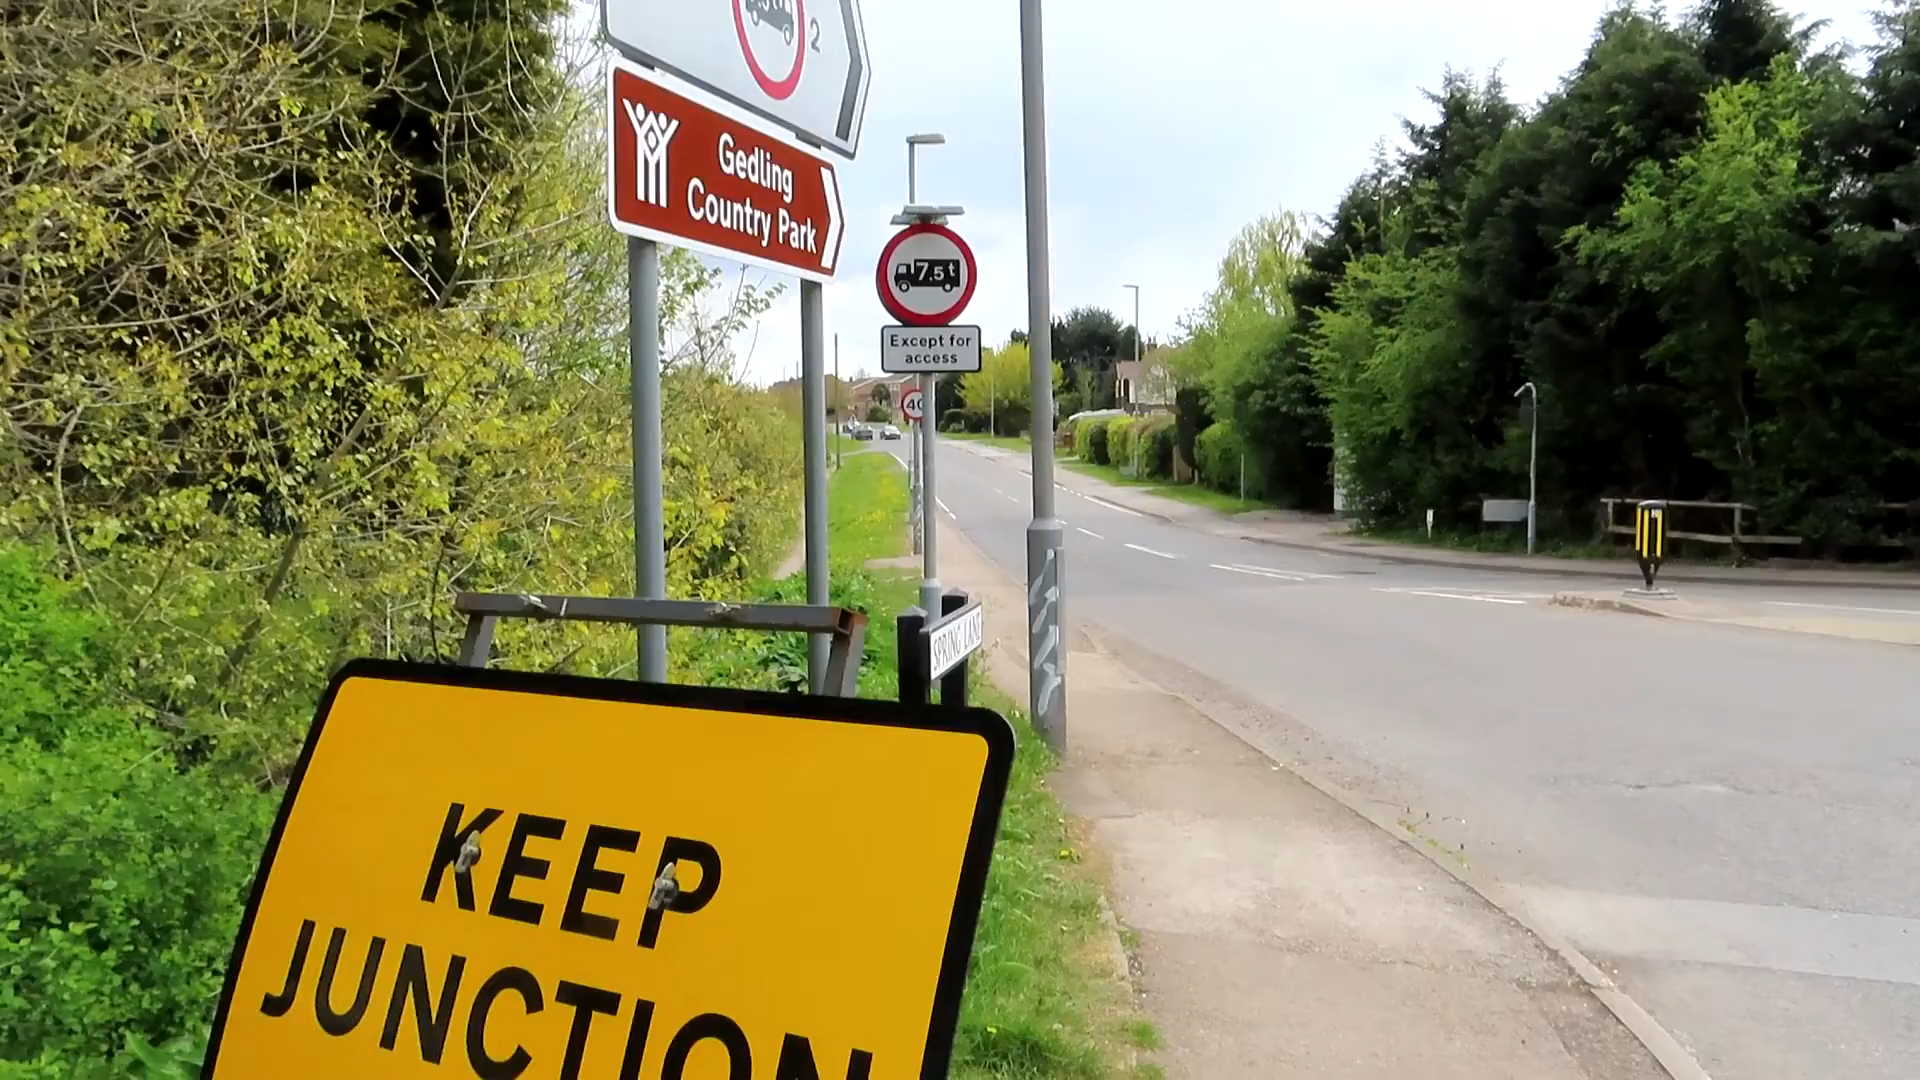 2
Gedling
Country Park
7.5t
Except for
access
40
SPRING LANE
KEEP
JUNCTION